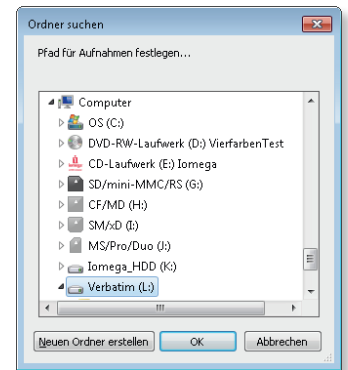 Ordner suchen
Pfad für Aufnahmen festlegen...
Computer
OS (C:)
DVD-RW-Laufwerk (D:) VierfarbenTest
CD-Laufwerk (E:) Iomega
SD/mini-MMC/RS (G:)
CF/MD (H:)
SM/xD (I:)
MS/Pro/Duo (J:)
Iomega_HDD (K:)
Verbatim (L:)
Neuen Ordner erstellen OK Abbrechen